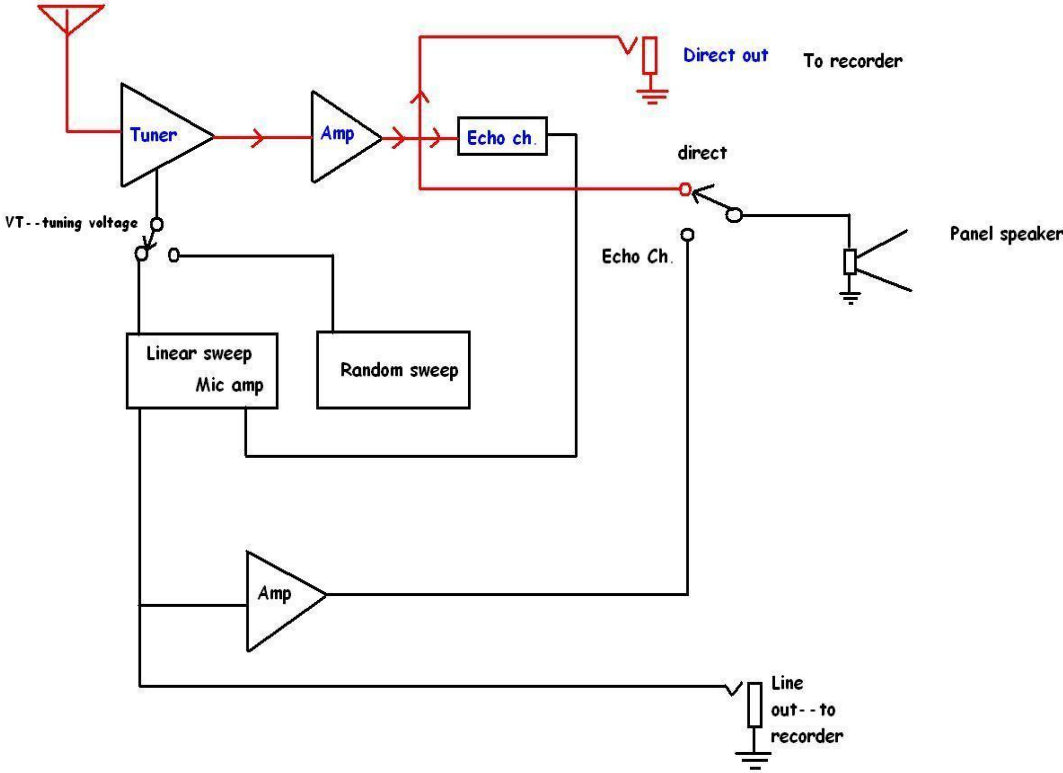 Direct out
To recorder
Tuner
Amp
Echo ch.
direct
VT--tuning voltage
Echo Ch.
Panel speaker
Linear sweep
Mic amp
Random sweep
Amp
Line
out--to
recorder